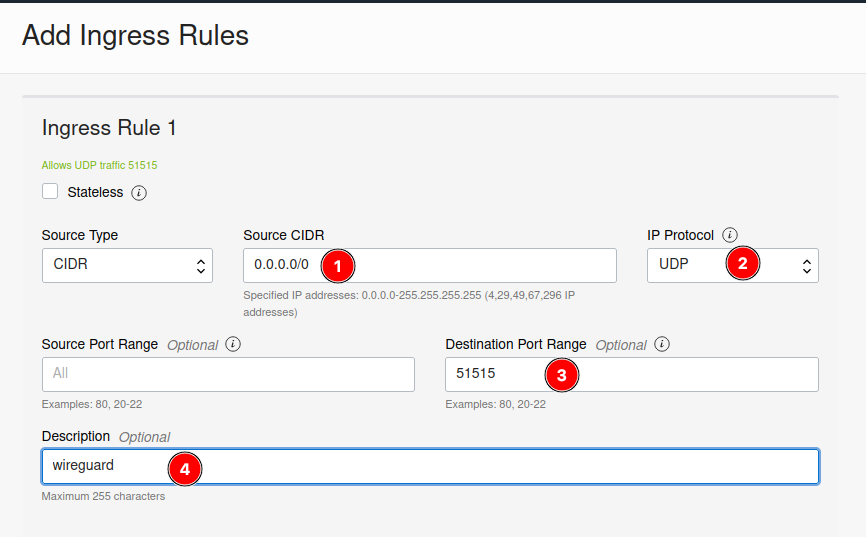 Add Ingress Rules
Ingress Rule 1
Allows UDP traffic 51515
Stateless i
Source Type
CIDR
Source CIDR
0.0.0.0/0 1
Specified IP addresses: 0.0.0.0-255.255.255.255 (4,29,49,67,296 IP
addresses)
IP Protocol i
UDP 2
Source Port Range Optional i
All
Examples: 80, 20-22
Destination Port Range Optional i
51515 3
Examples: 80, 20-22
Description Optional
wireguard 4
Maximum 255 characters